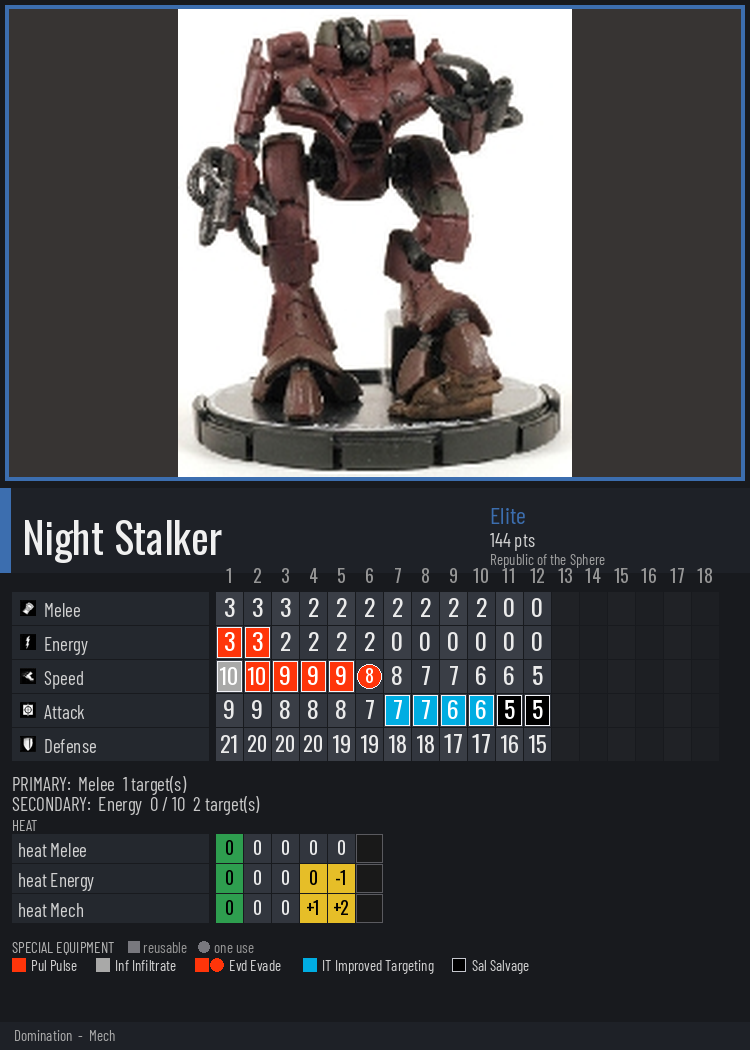 Night Stalker
Elite
144 pts
Republic of the Sphere
1 2 3 4 5 6 7 8 9 10 11 12 13 14 15 16 17 18
Melee 3 3 3 2 2 2 2 2 2 2 0 0
Energy 3 3 2 2 2 2 0 0 0 0 0 0
Speed 10 10 9 9 9 8 8 7 7 6 6 5
Attack 9 9 8 8 8 7 7 7 6 6 5 5
Defense 21 20 20 20 19 19 18 18 17 17 16 15
PRIMARY: Melee 1 target(s)
SECONDARY: Energy 0 / 10 2 target(s)
HEAT
heat Melee 0 0 0 0 0
heat Energy 0 0 0 0 -1
heat Mech 0 0 0 +1 +2
SPECIAL EQUIPMENT reusable one use
Pul Pulse Inf Infiltrate Evd Evade IT Improved Targeting Sal Salvage
Domination - Mech